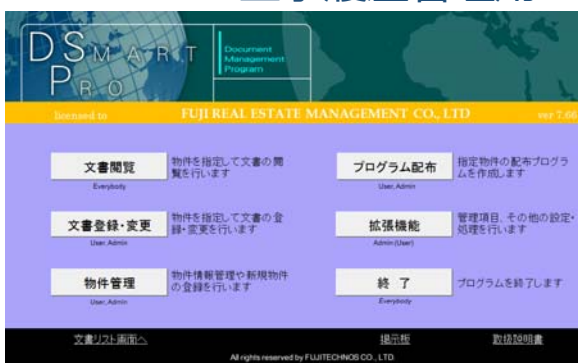 DSMART
PRO
Document
Management
Program
licensed to FUJI REAL ESTATE MANAGEMENT CO., LTD ver 7.66
文書閲覧
Everybody
物件を指定して文書の閲
覧を行います
プログラム配布
User, Admin
指定物件の配布プログラ
ムを作成します
文書登録・変更
User, Admin
物件を指定して文書の登
録・変更を行います
拡張機能
Admin (User)
管理項目、その他の設定・
処理を行います
物件管理
User, Admin
物件情報管理や新規物件
の登録を行います
終 了
Everybody
プログラムを終了します
文書リスト画面へ
掲示板
取扱説明書
All rights reserved by FUJITECHNOS CO., LTD.